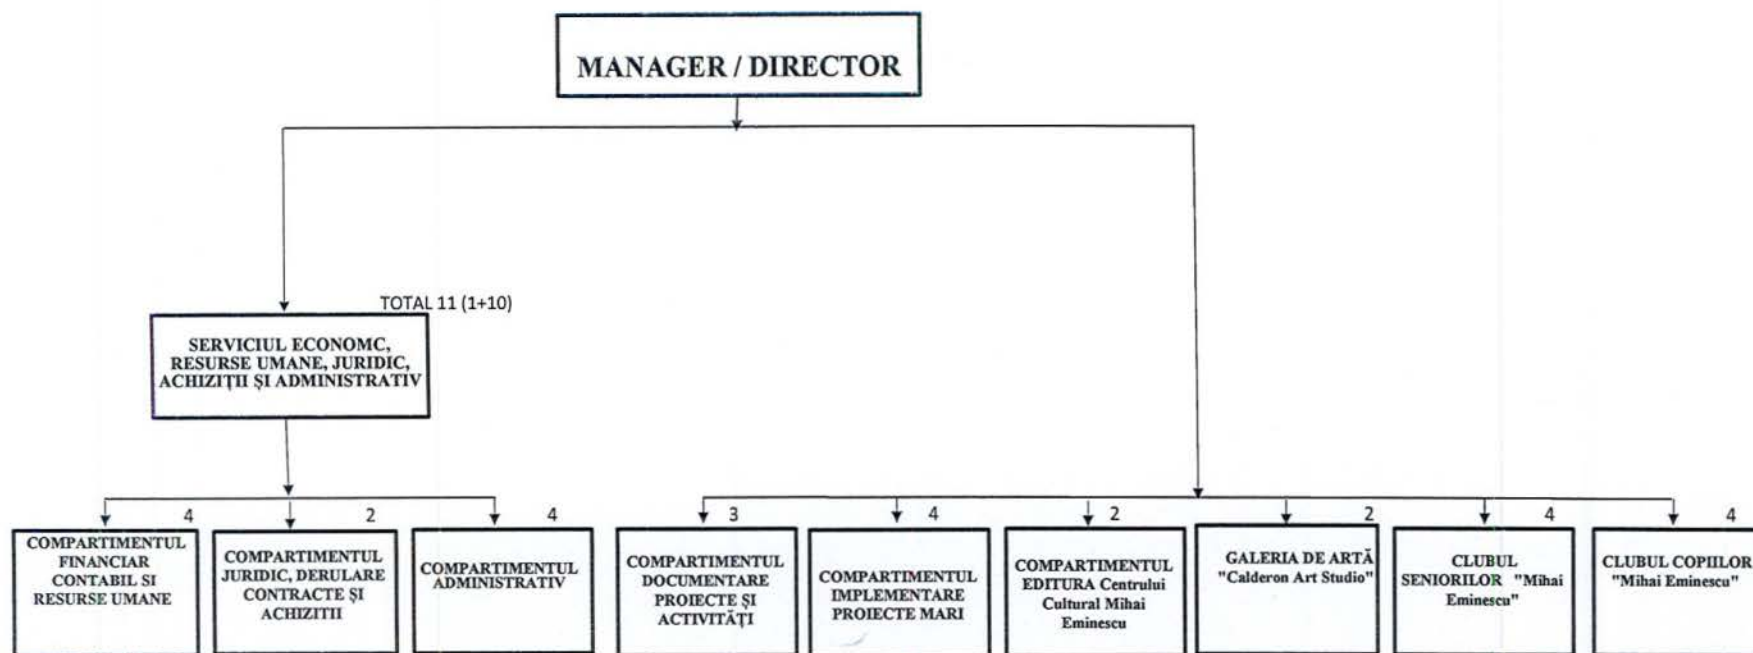 MANAGER / DIRECTOR
TOTAL 11 (1+10)
SERVICIUL ECONOMC,
RESURSE UMANE, JURIDIC,
ACHIZIȚII ȘI ADMINISTRATIV
4
COMPARTIMENTUL
FINANCIAR
CONTABIL SI
RESURSE UMANE
2
COMPARTIMENTUL
JURIDIC, DERULARE
CONTRACTE ȘI
ACHIZITII
4
COMPARTIMENTUL
ADMINISTRATIV
3
COMPARTIMENTUL
DOCUMENTARE
PROIECTE ȘI
ACTIVITĂȚI
4
COMPARTIMENTUL
IMPLEMENTARE
PROIECTE MARI
2
COMPARTIMENTUL
EDITURA Centrului
Cultural Mihai
Eminescu
2
GALERIA DE ARTĂ
"Calderon Art Studio"
4
CLUBUL
SENIORILOR "Mihai
Eminescu"
4
CLUBUL COPIILOR
"Mihai Eminescu"